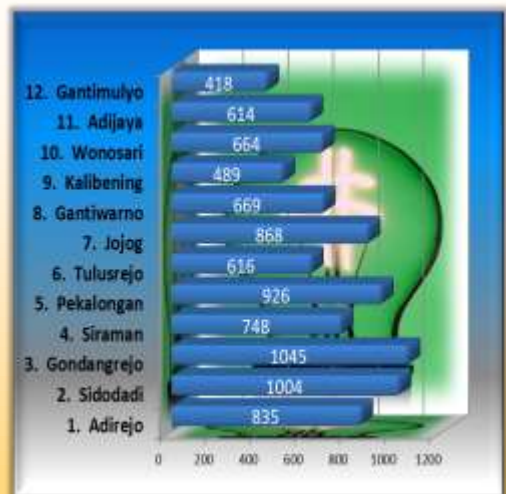 12. Gantimulyo 418
11. Adijaya 614
10. Wonosari 664
9. Kalibening 489
8. Gantiwarno 669
7. Jojog 868
6. Tulusrejo 616
5. Pekalongan 926
4. Siraman 748
3. Gondangrejo 1045
2. Sidodadi 1004
1. Adirejo 835
0 200 400 600 800 1000 1200